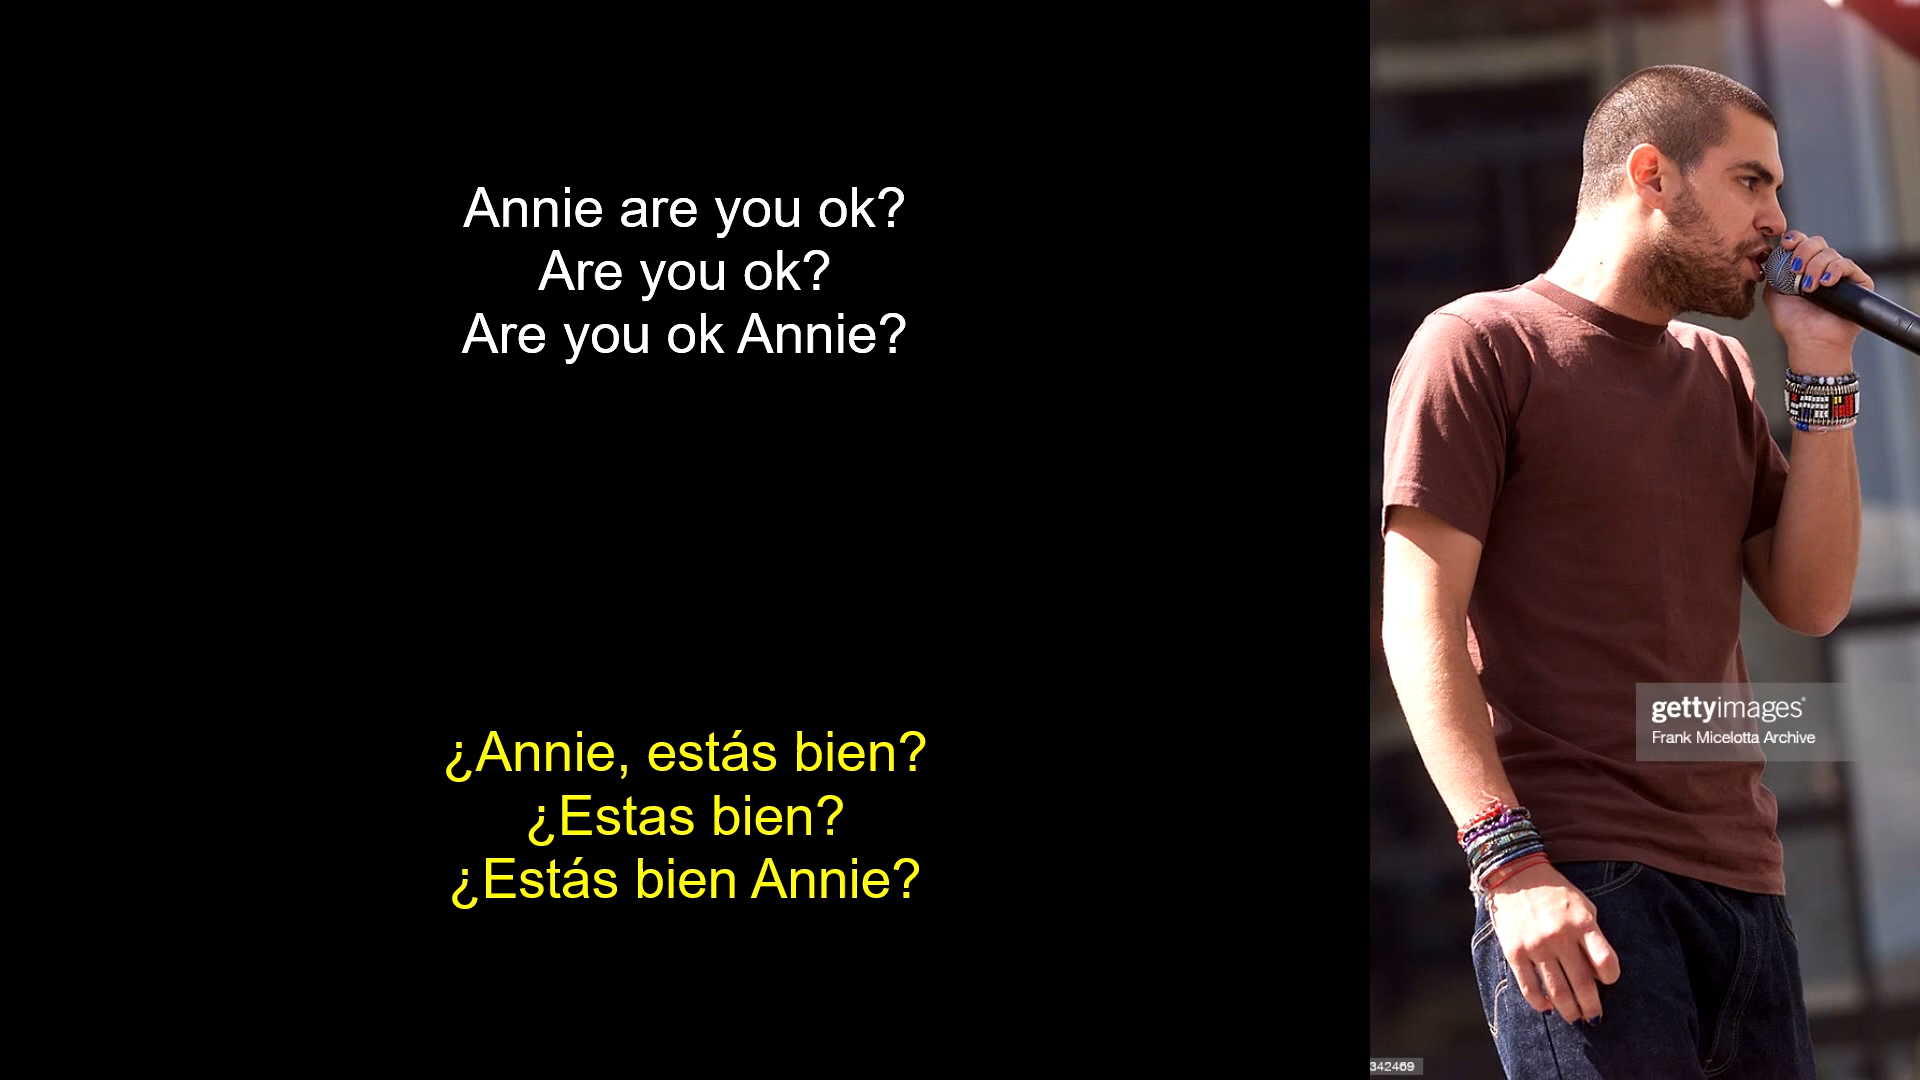 Annie are you ok?
Are you ok?
Are you ok Annie?
¿Annie, estás bien?
¿Estas bien?
¿Estás bien Annie?
gettyimages®
Frank Micelotta Archive
342469